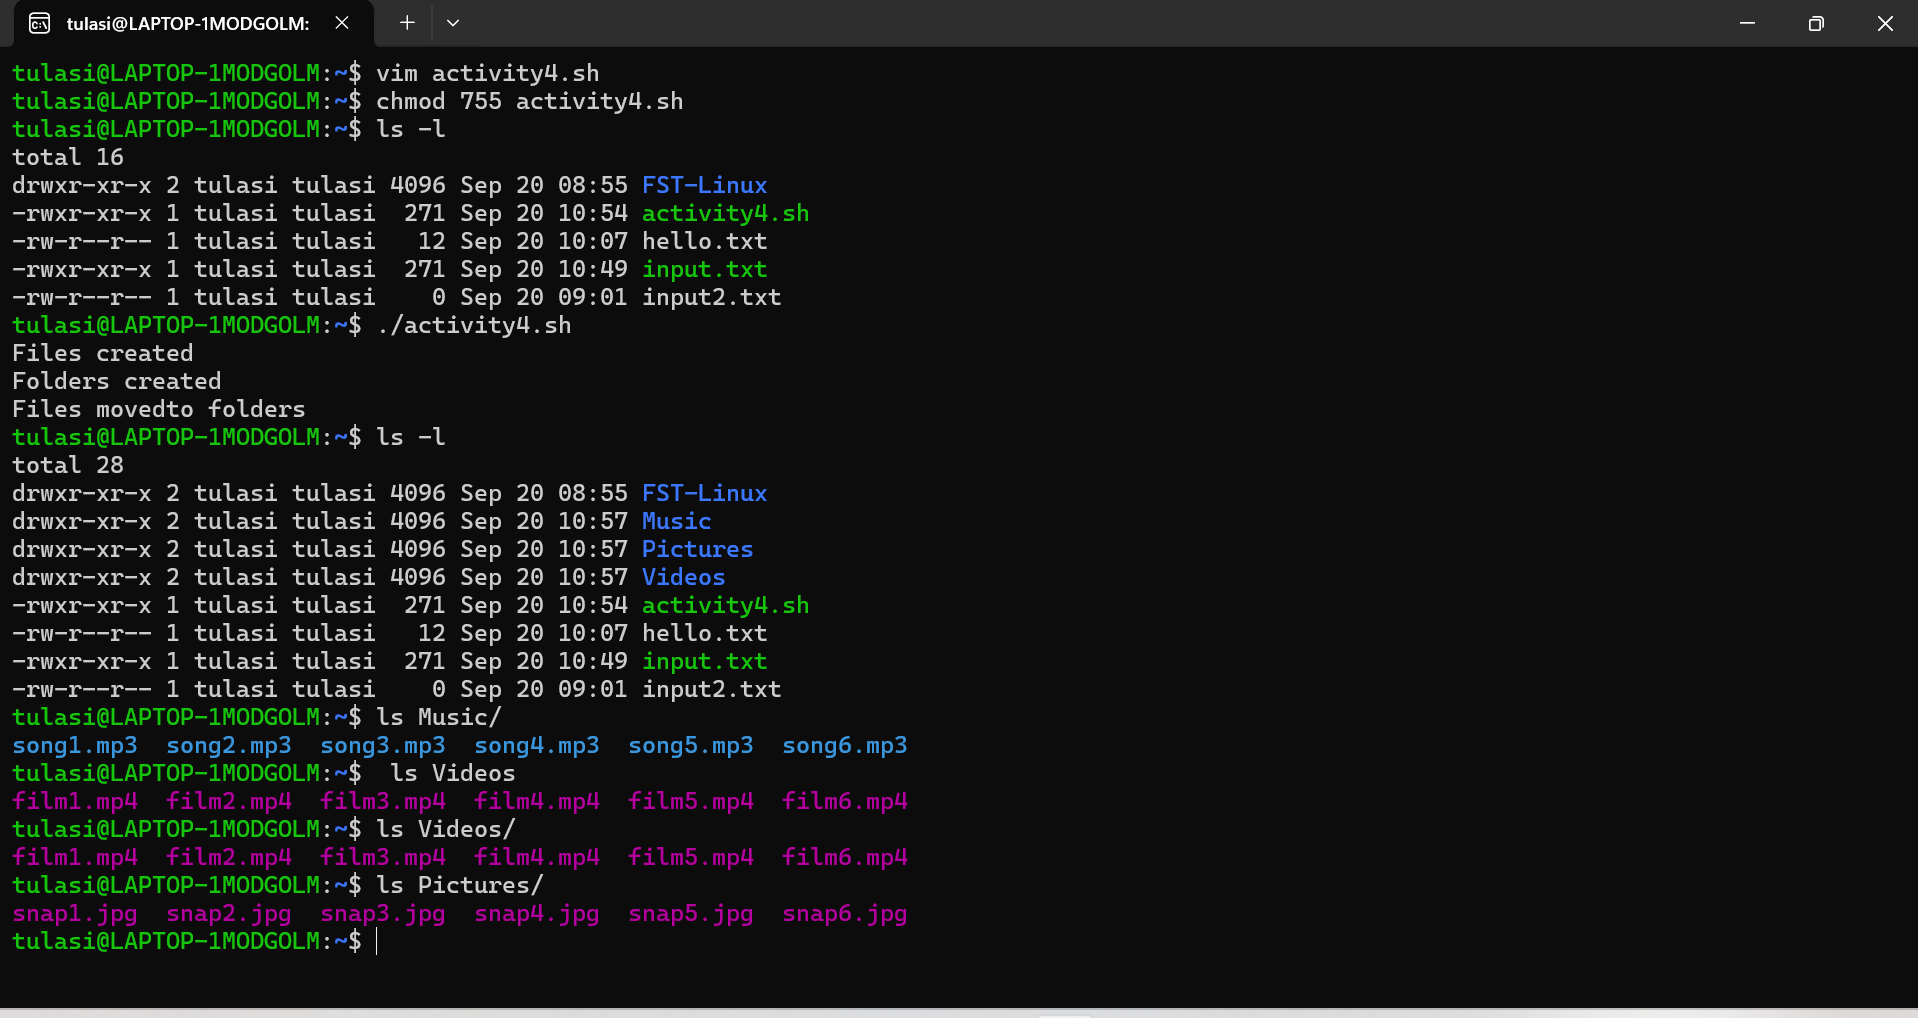 tulasi@LAPTOP-1MODGOLM:
tulasi@LAPTOP-1MODGOLM:~$ vim activity4.sh
tulasi@LAPTOP-1MODGOLM:~$ chmod 755 activity4.sh
tulasi@LAPTOP-1MODGOLM:~$ ls -l
total 16
drwxr-xr-x 2 tulasi tulasi 4096 Sep 20 08:55 FST-Linux
-rwxr-xr-x 1 tulasi tulasi  271 Sep 20 10:54 activity4.sh
-rw-r--r-- 1 tulasi tulasi   12 Sep 20 10:07 hello.txt
-rwxr-xr-x 1 tulasi tulasi  271 Sep 20 10:49 input.txt
-rw-r--r-- 1 tulasi tulasi    0 Sep 20 09:01 input2.txt
tulasi@LAPTOP-1MODGOLM:~$ ./activity4.sh
Files created
Folders created
Files movedto folders
tulasi@LAPTOP-1MODGOLM:~$ ls -l
total 28
drwxr-xr-x 2 tulasi tulasi 4096 Sep 20 08:55 FST-Linux
drwxr-xr-x 2 tulasi tulasi 4096 Sep 20 10:57 Music
drwxr-xr-x 2 tulasi tulasi 4096 Sep 20 10:57 Pictures
drwxr-xr-x 2 tulasi tulasi 4096 Sep 20 10:57 Videos
-rwxr-xr-x 1 tulasi tulasi  271 Sep 20 10:54 activity4.sh
-rw-r--r-- 1 tulasi tulasi   12 Sep 20 10:07 hello.txt
-rwxr-xr-x 1 tulasi tulasi  271 Sep 20 10:49 input.txt
-rw-r--r-- 1 tulasi tulasi    0 Sep 20 09:01 input2.txt
tulasi@LAPTOP-1MODGOLM:~$ ls Music/
song1.mp3  song2.mp3  song3.mp3  song4.mp3  song5.mp3  song6.mp3
tulasi@LAPTOP-1MODGOLM:~$  ls Videos
film1.mp4  film2.mp4  film3.mp4  film4.mp4  film5.mp4  film6.mp4
tulasi@LAPTOP-1MODGOLM:~$ ls Videos/
film1.mp4  film2.mp4  film3.mp4  film4.mp4  film5.mp4  film6.mp4
tulasi@LAPTOP-1MODGOLM:~$ ls Pictures/
snap1.jpg  snap2.jpg  snap3.jpg  snap4.jpg  snap5.jpg  snap6.jpg
tulasi@LAPTOP-1MODGOLM:~$